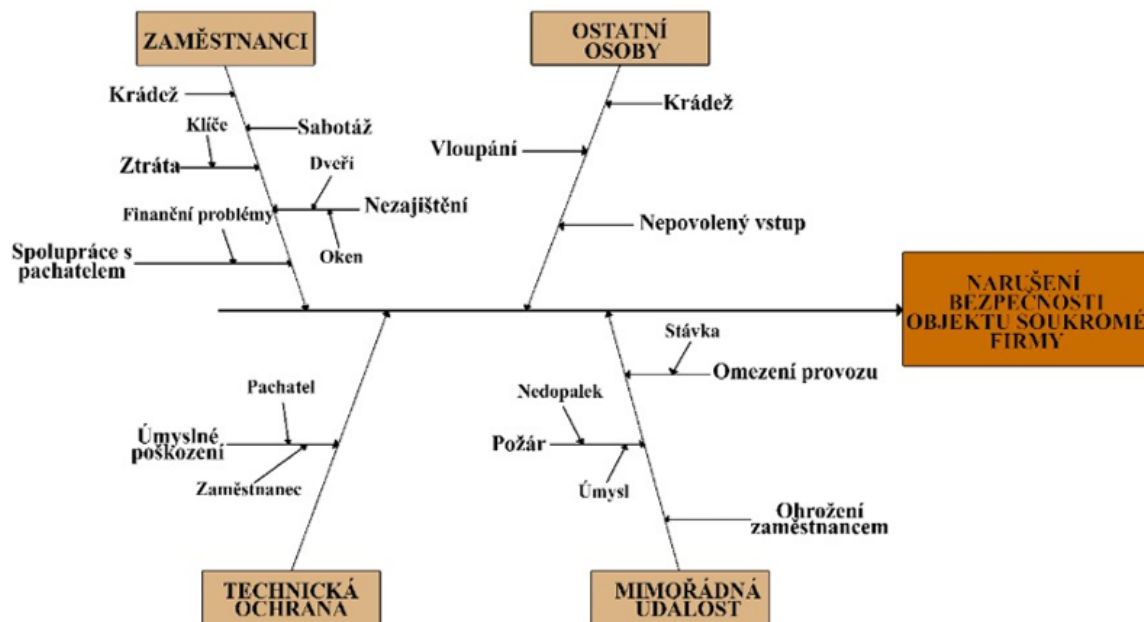 ZAMĚSTNANCI
OSTATNÍ
OSOBY
Krádež
Krádež
Klíče
Sabotáž
Vloupání
Ztráta
Dveří
Nezajištění
Finanční problémy
Nepovolený vstup
Oken
Spolupráce s
pachatelem
NARUŠENÍ
BEZPEČNOSTI
OBJEKTU SOUKROMÉ
FIRMY
Stávka
Omezení provozu
Pachatel
Nedopalek
Úmyslné
poškození
Požár
Zaměstnanec
Úmysl
Ohrožení
zaměstnancem
TECHNICKÁ
OCHRANA
MIMOŘÁDNÁ
UDÁLOST